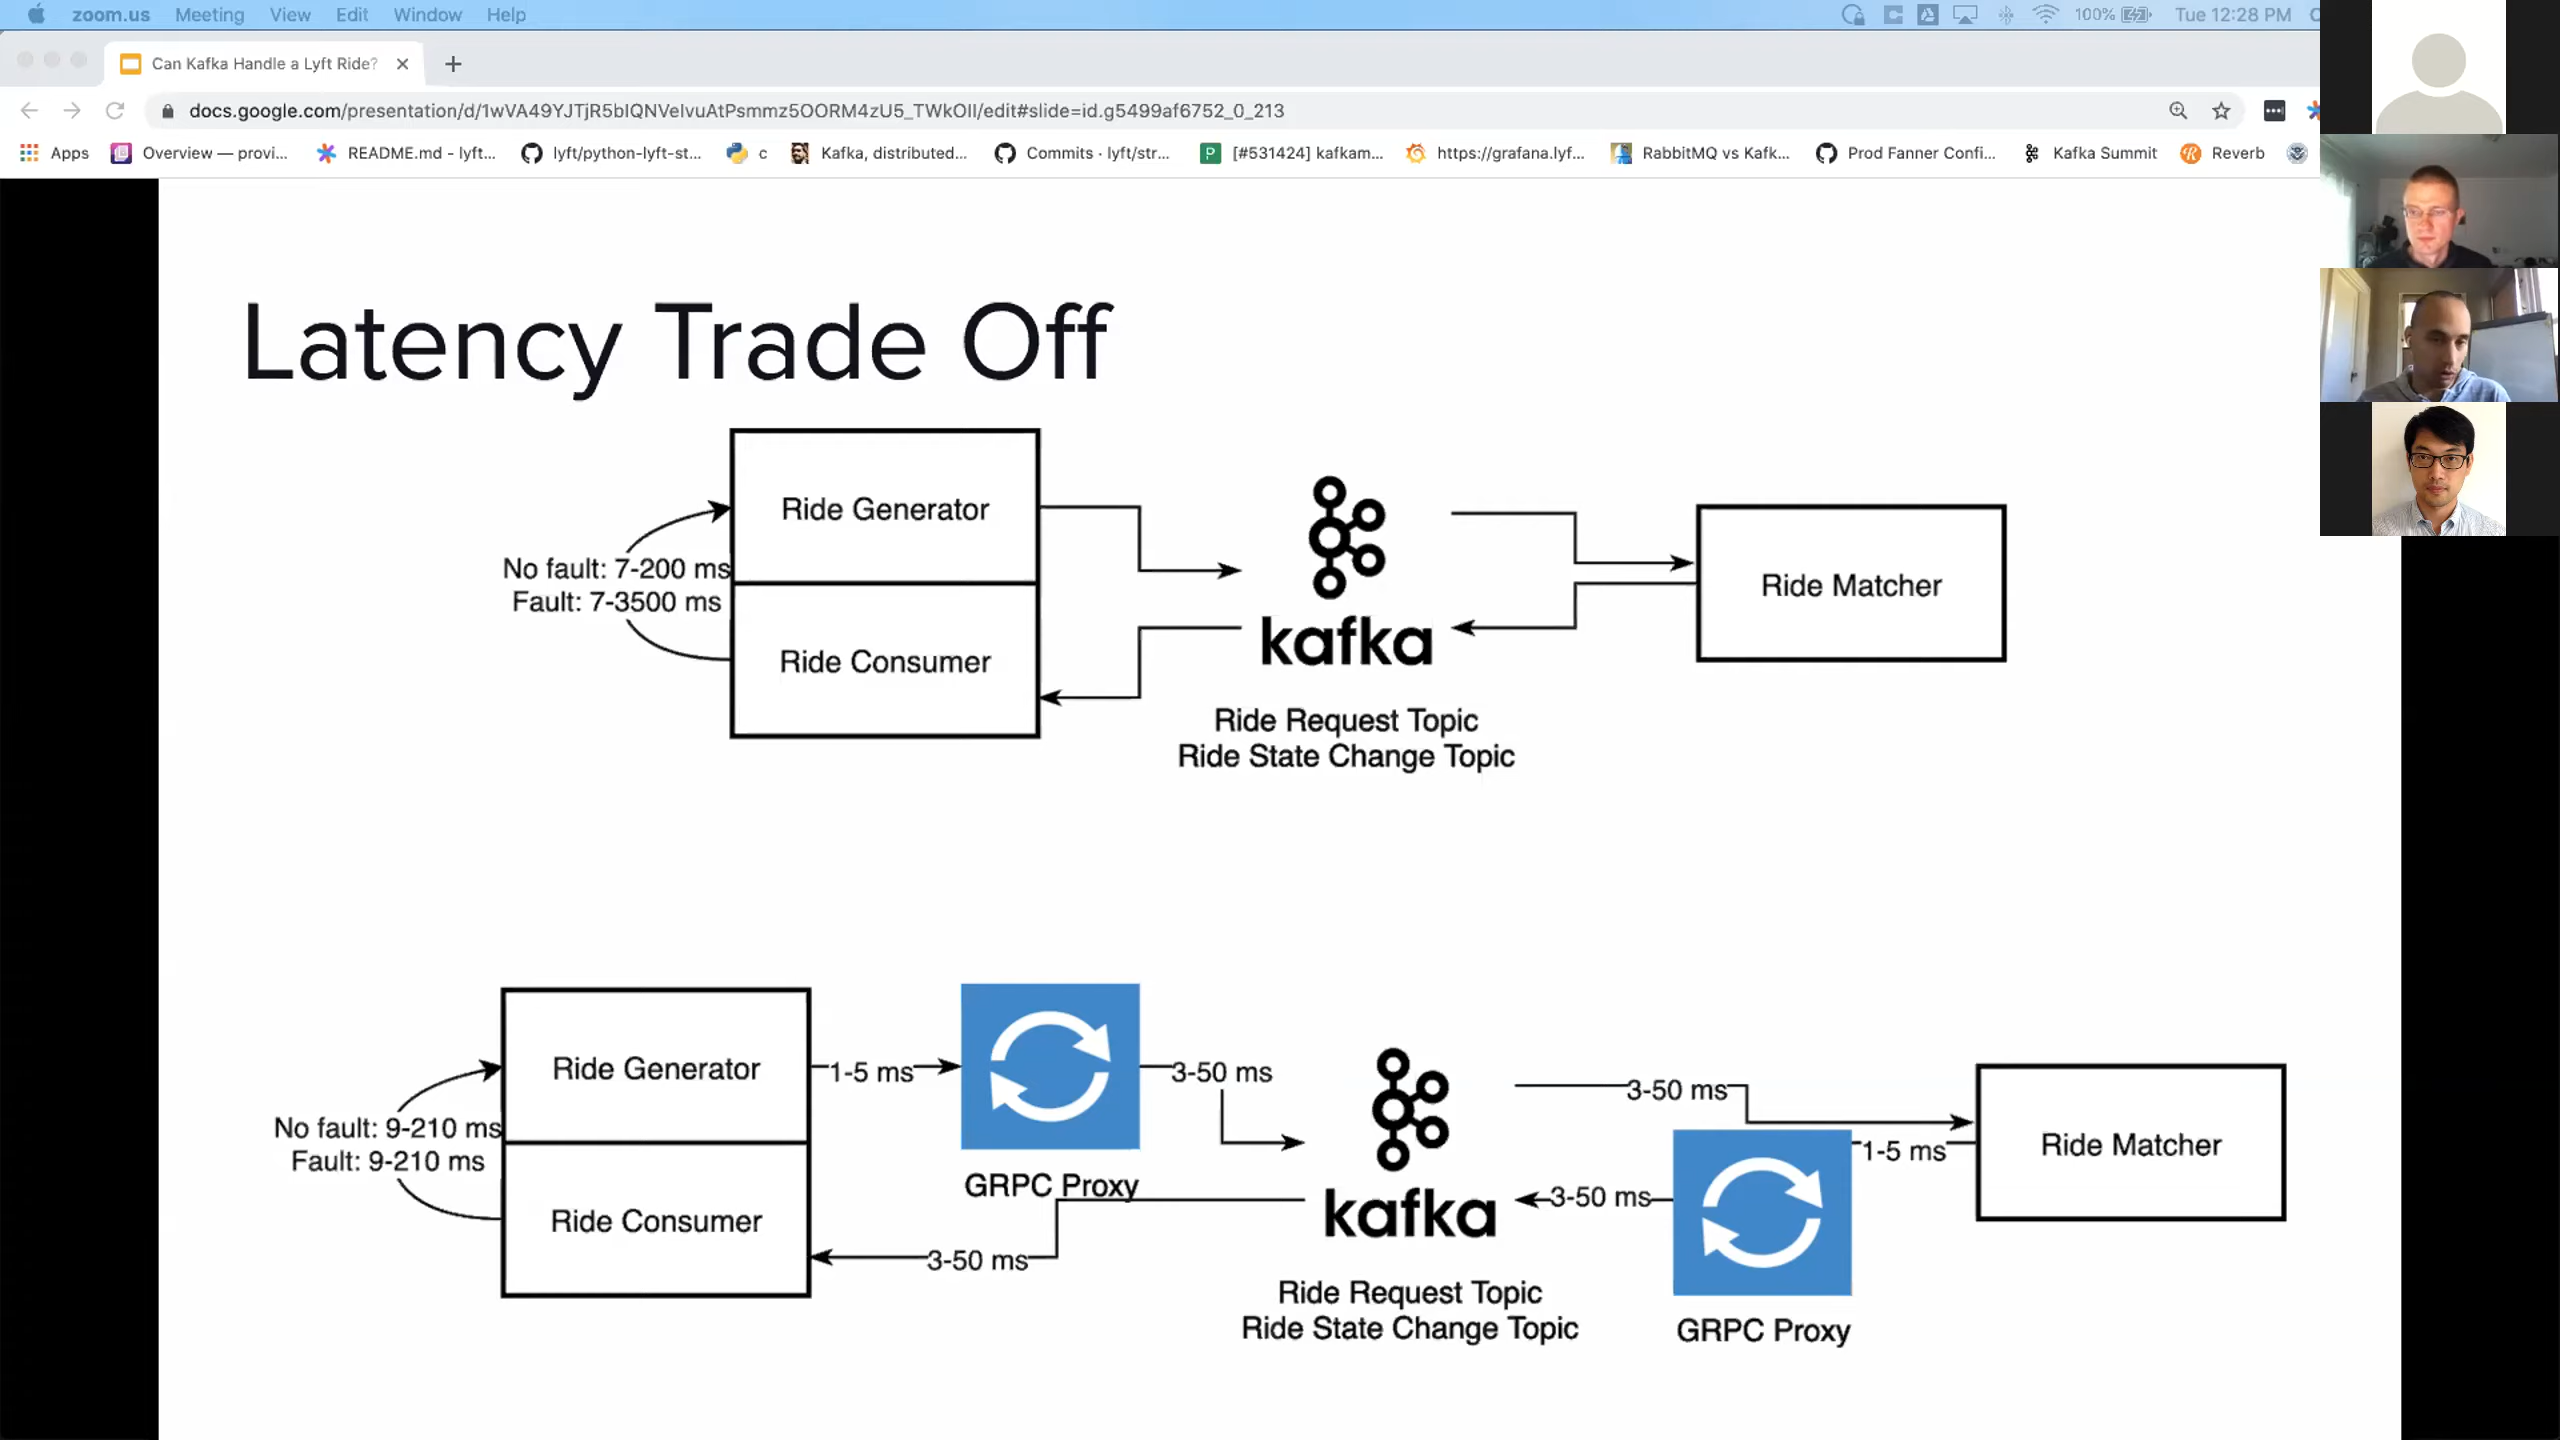 zoom.us Meeting View Edit Window Help 100% Tue 12:28 PM
Can Kafka Handle a Lyft Ride?
docs.google.com/presentation/d/1wVA49YJTjR5bIQNVeIvuAtPsmmz5OORM4zU5_TWkOII/edit#slide=id.g5499af6752_0_213
Apps Overview — provi... README.md - lyft... lyft/python-lyft-st... c Kafka, distributed... Commits · lyft/str... [#531424] kafkam... https://grafana.lyf... RabbitMQ vs Kafk... Prod Fanner Confi... Kafka Summit Reverb
Latency Trade Off
Ride Generator
No fault: 7-200 ms
Fault: 7-3500 ms
Ride Consumer
kafka
Ride Request Topic
Ride State Change Topic
Ride Matcher
Ride Generator
No fault: 9-210 ms
Fault: 9-210 ms
Ride Consumer
1-5 ms
GRPC Proxy
3-50 ms
3-50 ms
kafka
Ride Request Topic
Ride State Change Topic
3-50 ms
1-5 ms
3-50 ms
GRPC Proxy
Ride Matcher